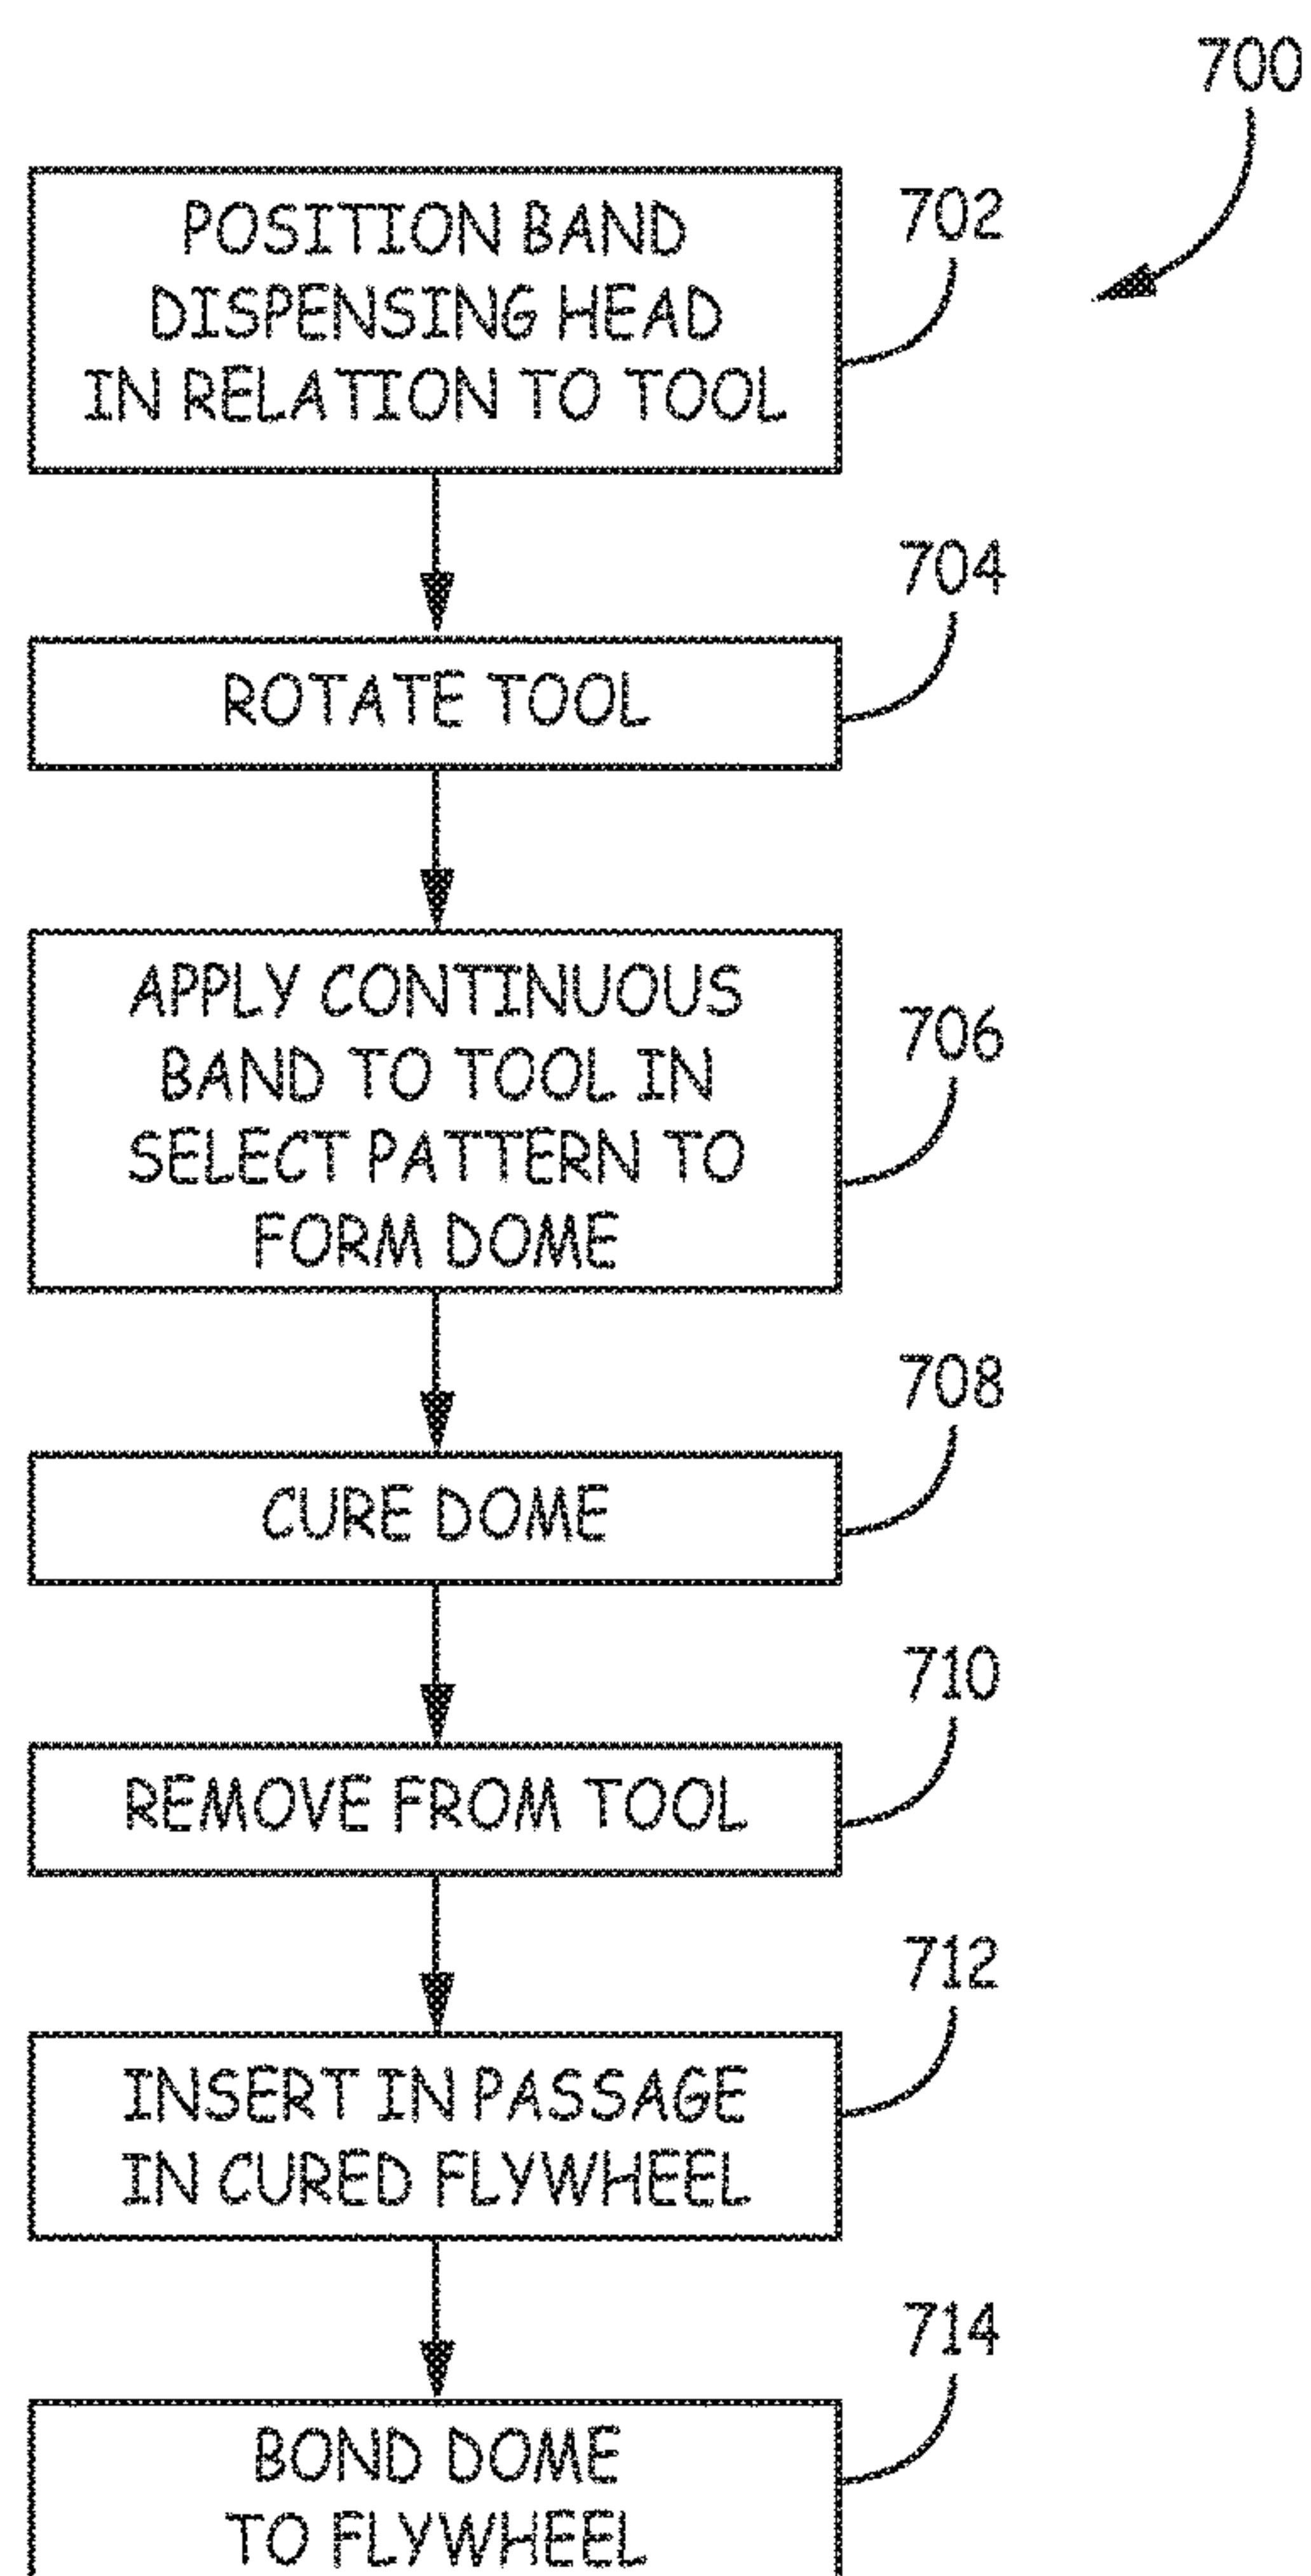 700
POSITION BAND
DISPENSING HEAD
IN RELATION TO TOOL
702
ROTATE TOOL
704
APPLY CONTINUOUS
BAND TO TOOL IN
SELECT PATTERN TO
FORM DOME
706
CURE DOME
708
REMOVE FROM TOOL
710
INSERT IN PASSAGE
IN CURED FLYWHEEL
712
BOND DOME
TO FLYWHEEL
714